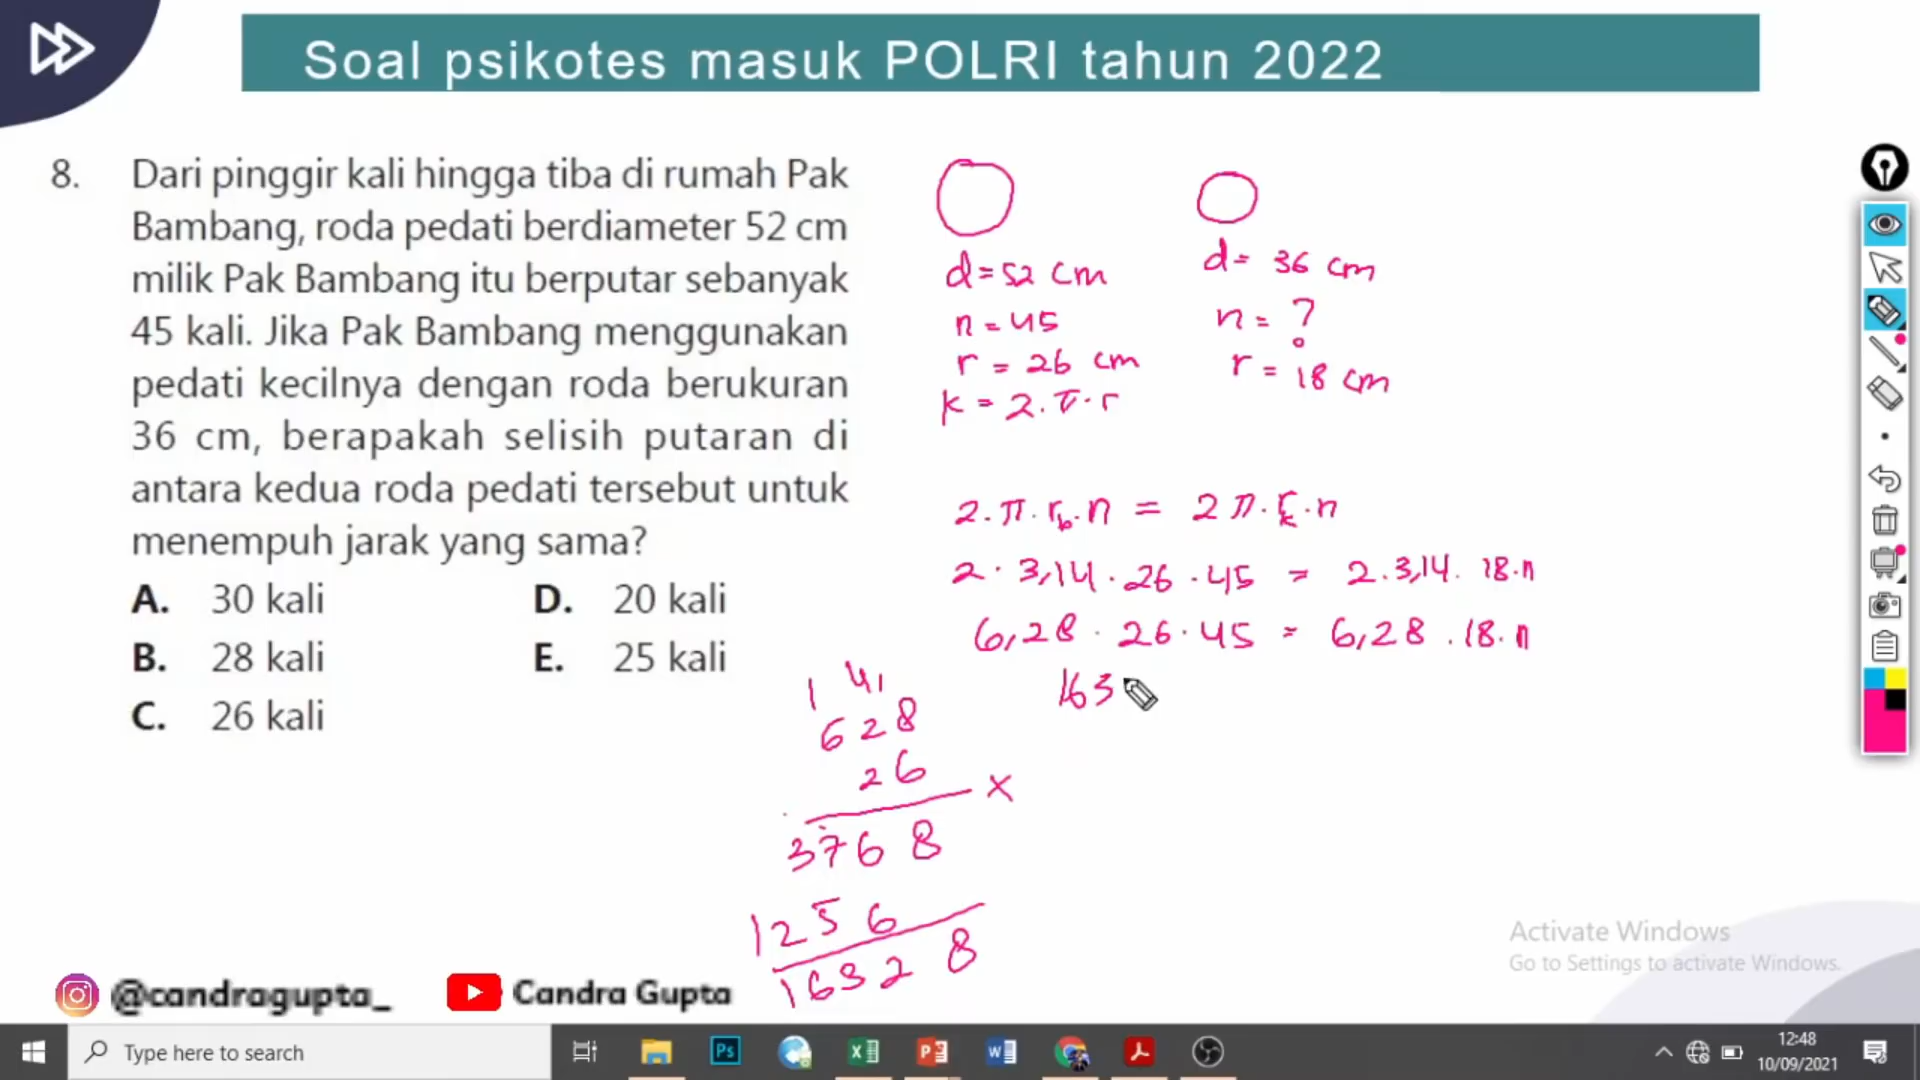 Soal psikotes masuk POLRI tahun 2022
8. Dari pinggir kali hingga tiba di rumah Pak
Bambang, roda pedati berdiameter 52 cm
milik Pak Bambang itu berputar sebanyak
45 kali. Jika Pak Bambang menggunakan
pedati kecilnya dengan roda berukuran
36 cm, berapakah selisih putaran di
antara kedua roda pedati tersebut untuk
menempuh jarak yang sama?
A. 30 kali
B. 28 kali
C. 26 kali
D. 20 kali
E. 25 kali
d=52 cm
n=45
r = 26 cm
k = 2.π.r
d= 36 cm
n= ?
r = 18 cm
2.π.rb.n = 2π.rk.n
2.3,14.26.45 = 2.3,14.18.n
6,28.26.45 = 6,28.18.n
163
1 41
628
26
x
3768
1256
16328
Activate Windows
Go to Settings to activate Windows.
@candragupta_
Candra Gupta
Type here to search
Ps
12:48
10/09/2021